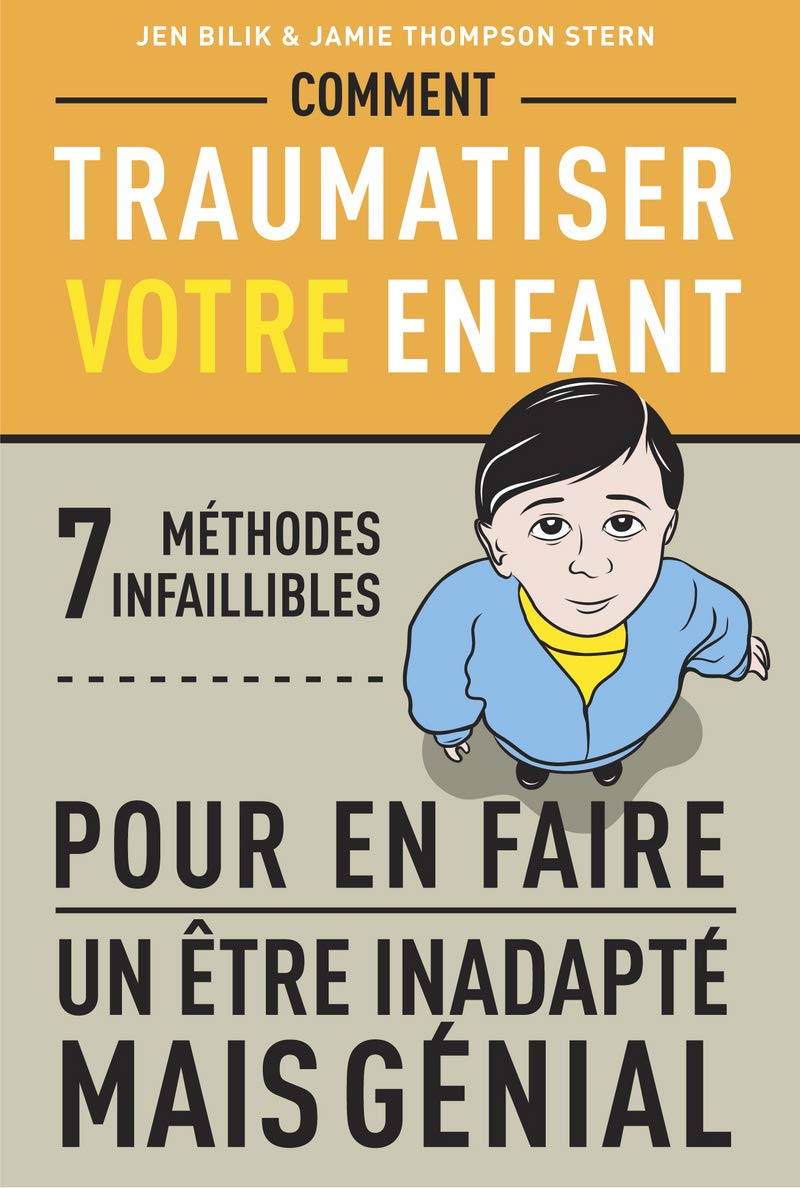 JEN BILIK & JAMIE THOMPSON STERN
COMMENT
TRAUMATISER
VOTRE ENFANT
7 MÉTHODES
INFAILLIBLES
POUR EN FAIRE
UN ÊTRE INADAPTÉ
MAIS GÉNIAL